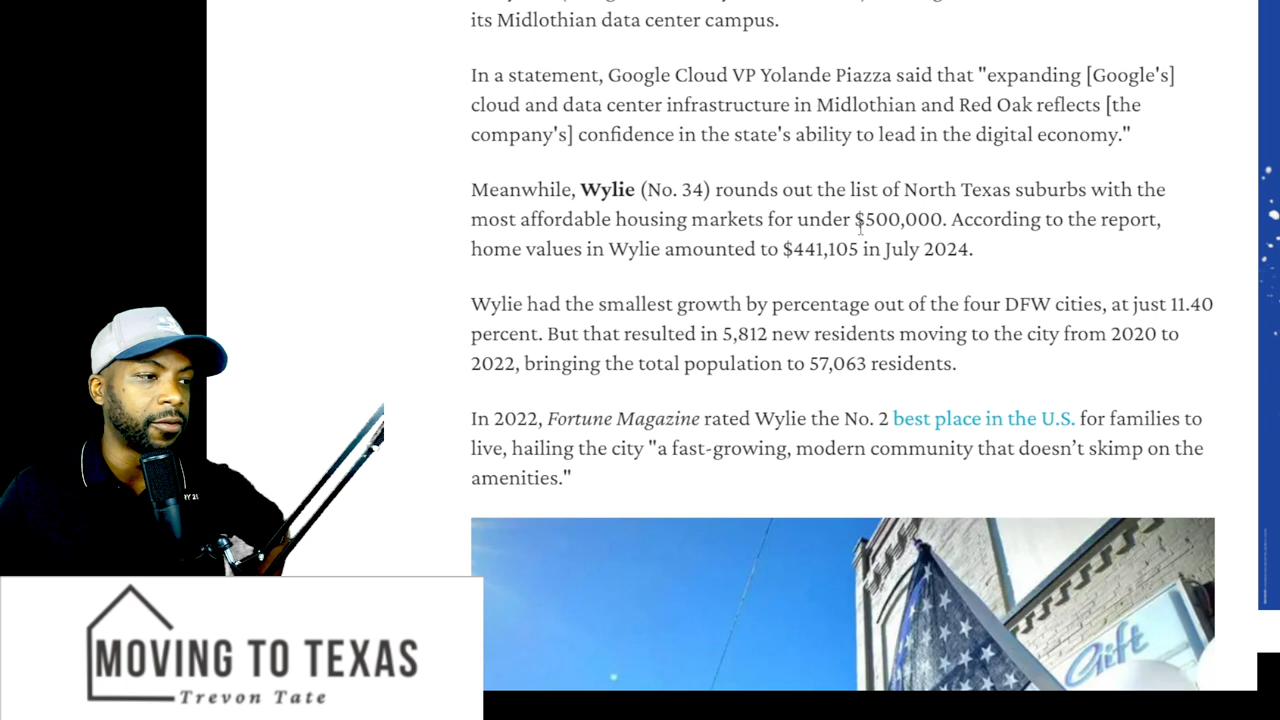 its Midlothian data center campus.
In a statement, Google Cloud VP Yolande Piazza said that "expanding [Google's]
cloud and data center infrastructure in Midlothian and Red Oak reflects [the
company's] confidence in the state's ability to lead in the digital economy."
Meanwhile, Wylie (No. 34) rounds out the list of North Texas suburbs with the
most affordable housing markets for under $500,000. According to the report,
home values in Wylie amounted to $441,105 in July 2024.
Wylie had the smallest growth by percentage out of the four DFW cities, at just 11.40
percent. But that resulted in 5,812 new residents moving to the city from 2020 to
2022, bringing the total population to 57,063 residents.
In 2022, Fortune Magazine rated Wylie the No. 2 best place in the U.S. for families to
live, hailing the city "a fast-growing, modern community that doesn’t skimp on the
amenities."
Gift
MOVING TO TEXAS
Trevon Tate